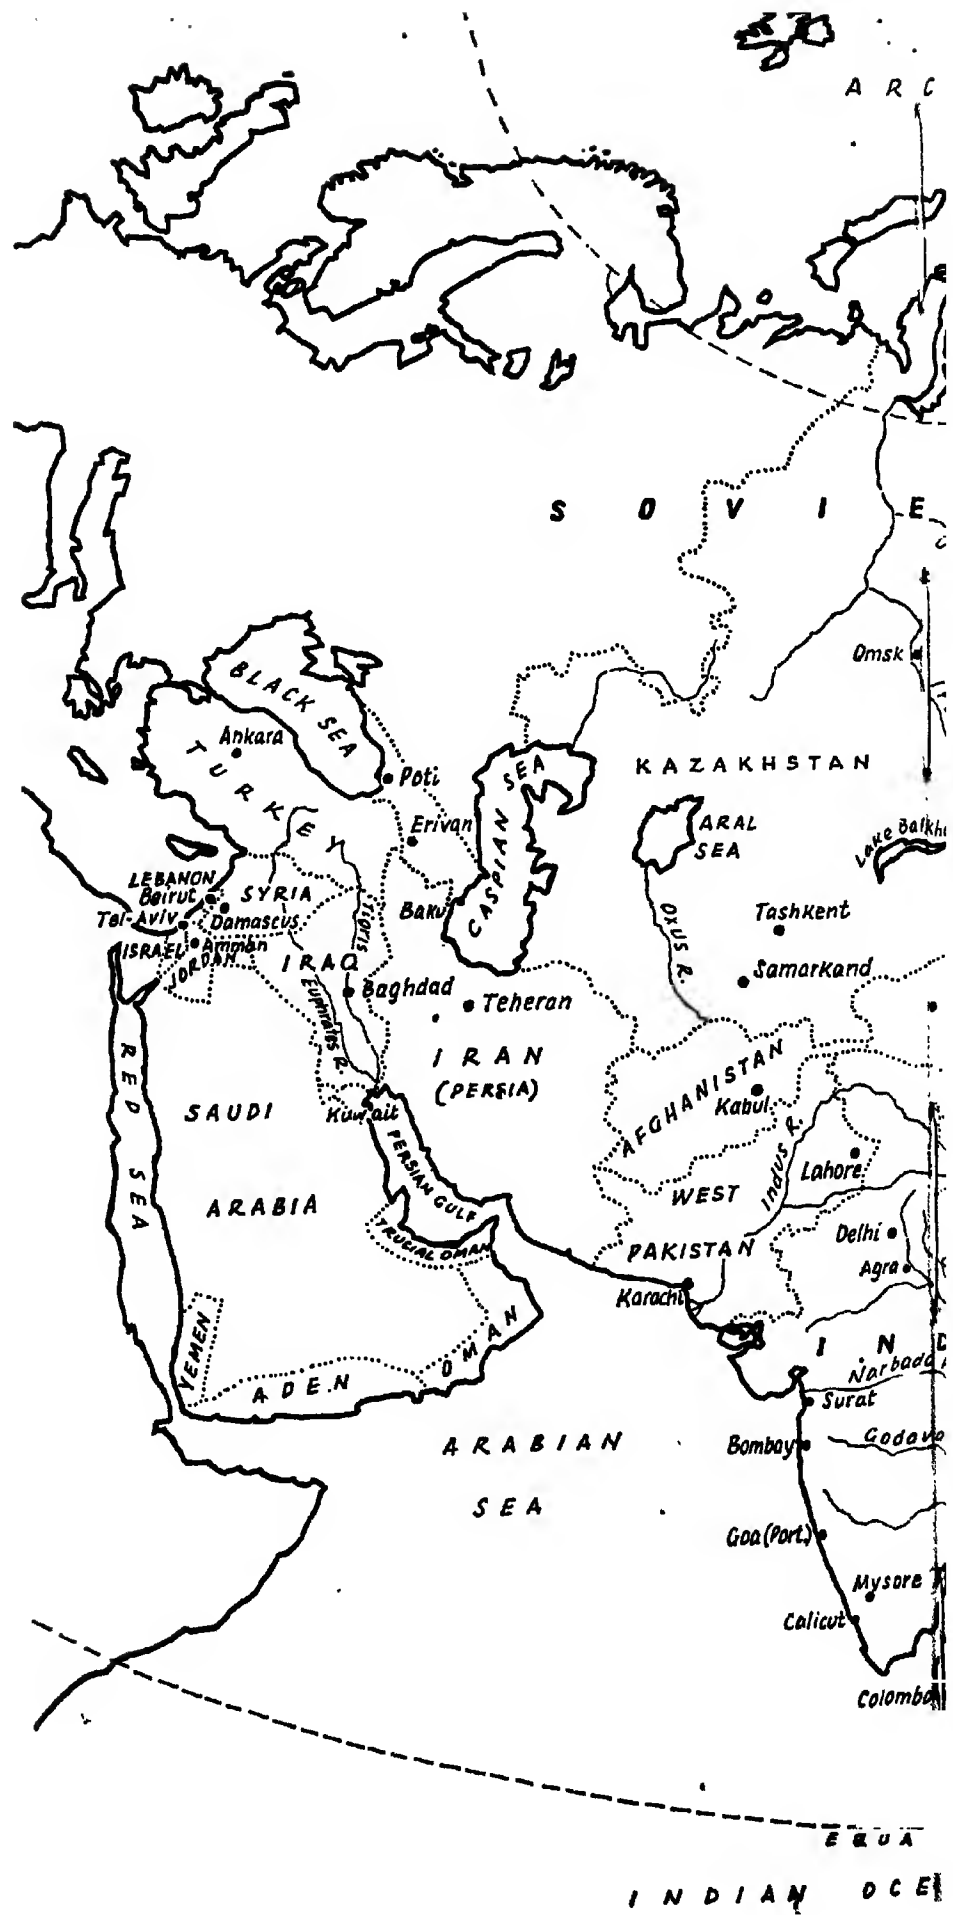 A R C
S O V I E
Omsk
BLACK SEA
Ankara
TURKEY
Poti
CASPIAN SEA
KAZAKHSTAN
Erivan
ARAL
SEA
Lake Balkh
LEBANON
Beirut
SYRIA
Baku
Tel-Aviv
Damascus
TIGRIS
OXUS R.
Tashkent
ISRAEL
Amman
JORDAN
IRAQ
Baghdad
Euphrates R.
Teheran
Samarkand
IRAN
(PERSIA)
AFGHANISTAN
Kabul
RED SEA
SAUDI
ARABIA
Kuwait
PERSIAN GULF
TRUCIAL OMAN
WEST
PAKISTAN
Indus R.
Lahore
Delhi
Agra
Karachi
YEMEN
ADEN
OMAN
I N D
Narbada
Surat
ARABIAN
SEA
Bombay
Godava
Goa (Port.)
Mysore
Calicut
Colombo
EQUA
INDIAN OCE